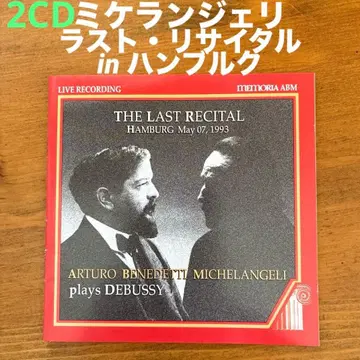 2CDミケランジェリ
ラスト・リサイタル
in ハンブルク
LIVE RECORDING
MEMORIA ABM
THE LAST RECITAL
HAMBURG May 07, 1993
ARTURO BENEDETTI MICHELANGELI
plays DEBUSSY